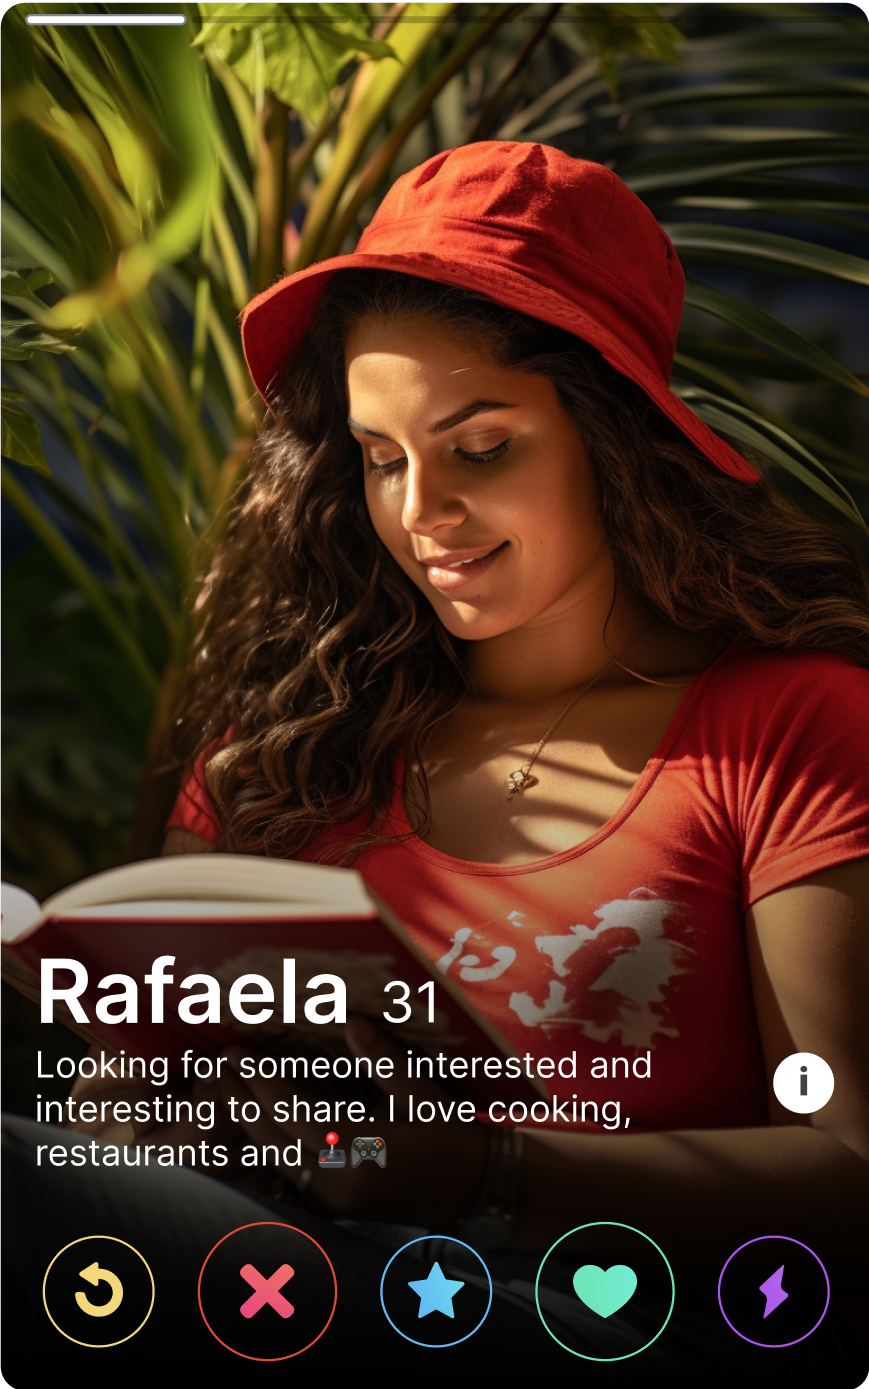 Rafaela 31
Looking for someone interested and
interesting to share. I love cooking,
restaurants and 🕹️🎮
i